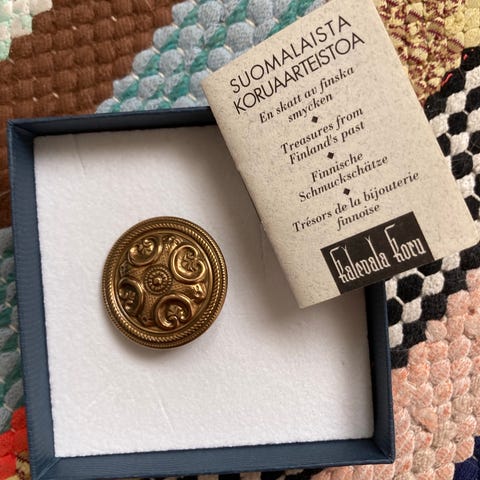 SUOMALAISTA
KORUAARTEISTOA
En skatt av finska
smycken
Treasures from
Finland's past
Finnische
Schmuckschätze
Trésors de la bijouterie
finnoise
Kalevala Koru